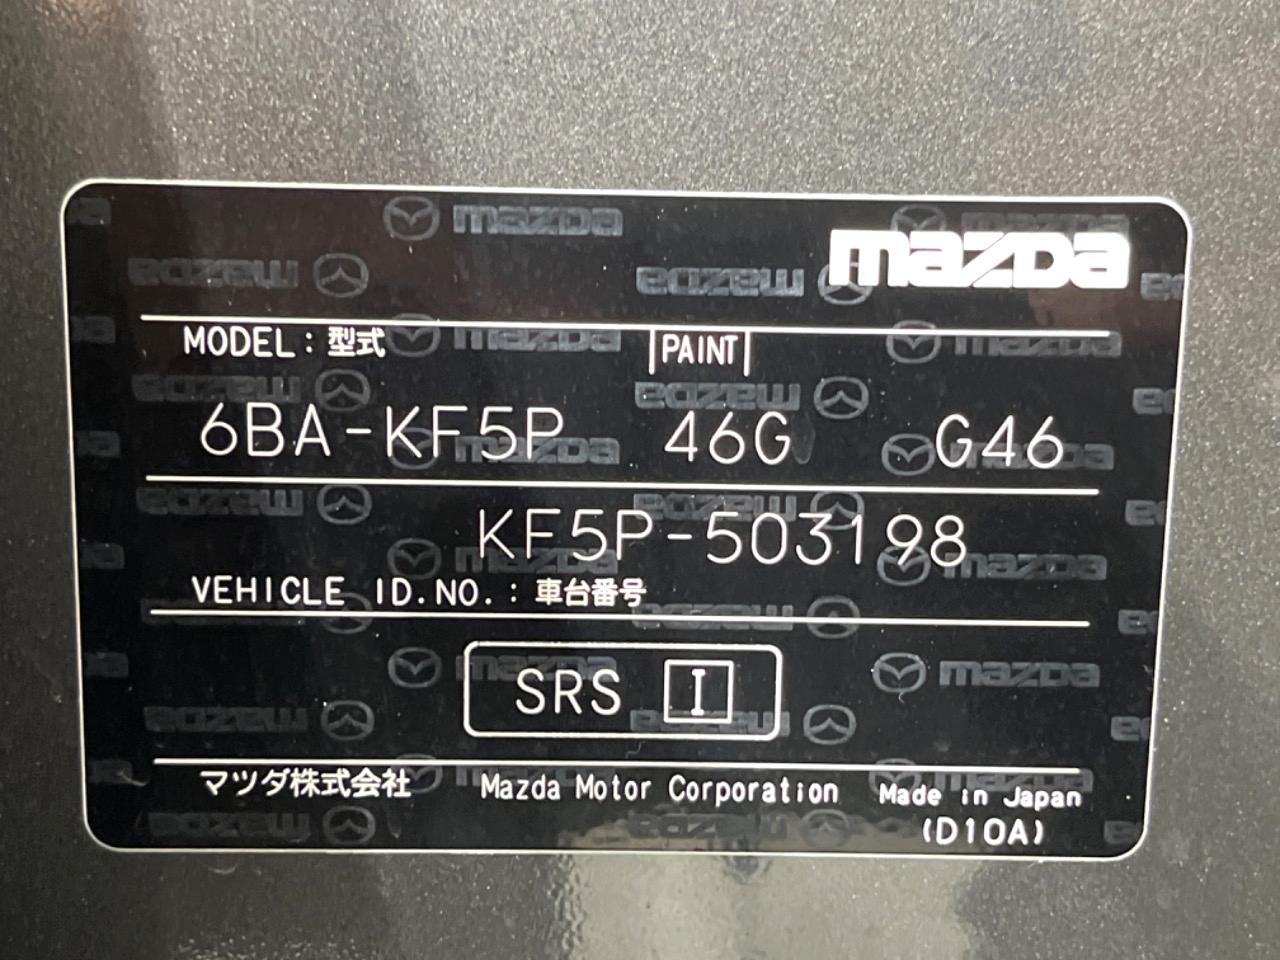 mazda
MODEL：型式 PAINT
6BA-KF5P 46G G46
KF5P-503198
VEHICLE ID.NO.：車台番号
SRS I
マツダ株式会社 Mazda Motor Corporation Made in Japan
(D10A)